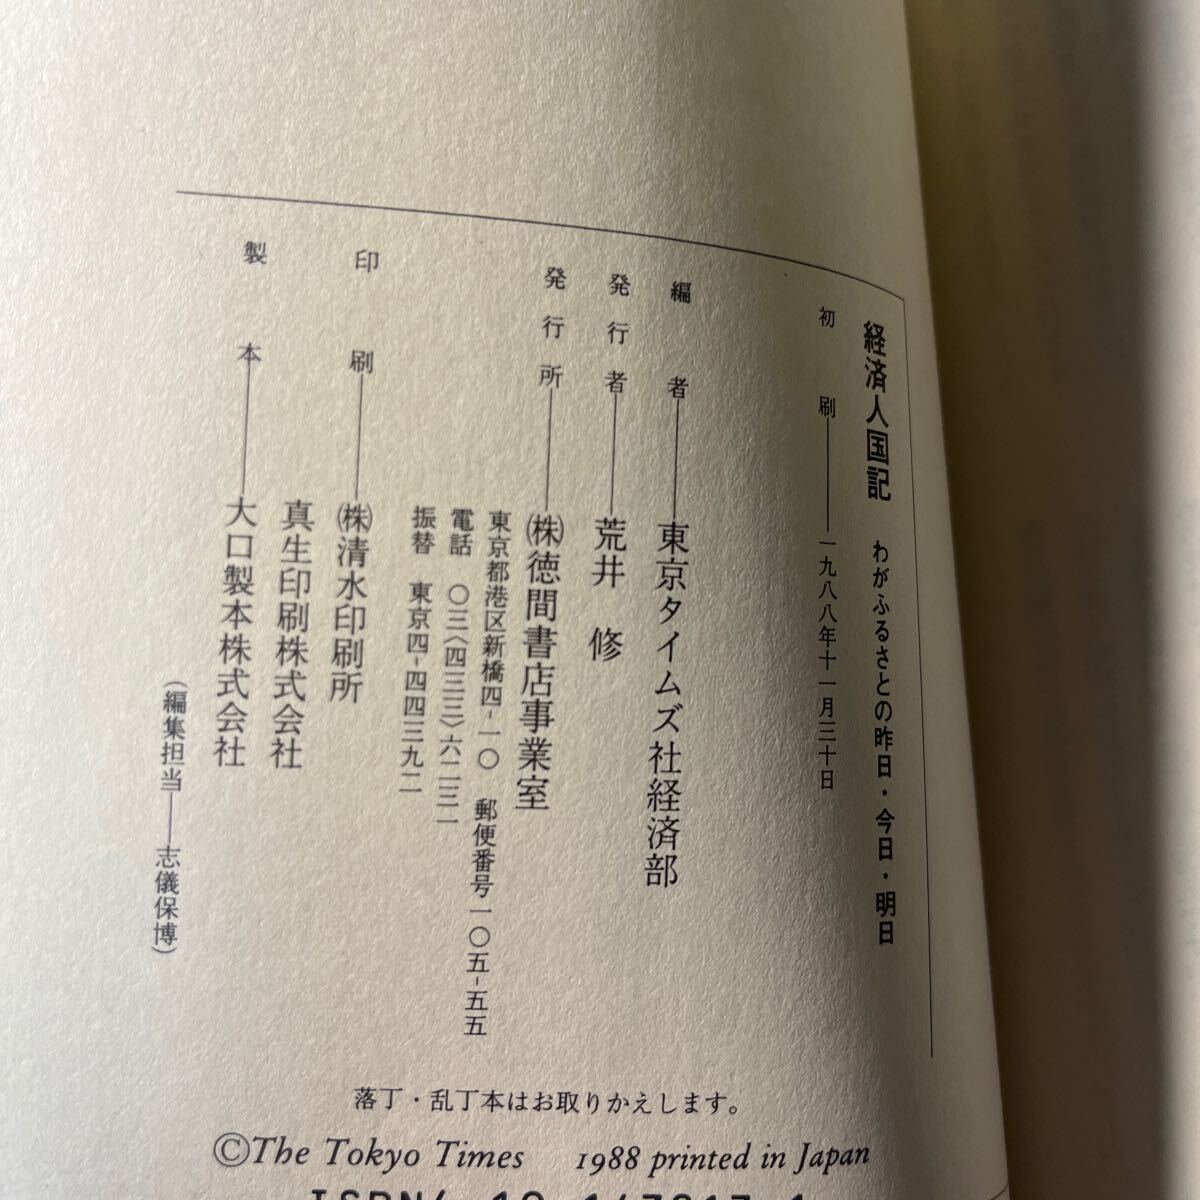 経済人国記 わがふるさとの昨日・今日・明日
初刷――一九八八年十一月三十日
編者――東京タイムズ社経済部
発行者――荒井 修
発行所――㈱徳間書店事業室
東京都港区新橋四-一〇 郵便番号一〇五-五五
電話 〇三〈四三三〉六二三一
振替 東京四-四四三九二
印刷――㈱清水印刷所
真生印刷株式会社
製本――大口製本株式会社
(編集担当――志儀保博)
落丁・乱丁本はお取りかえします。
©The Tokyo Times 1988 printed in Japan